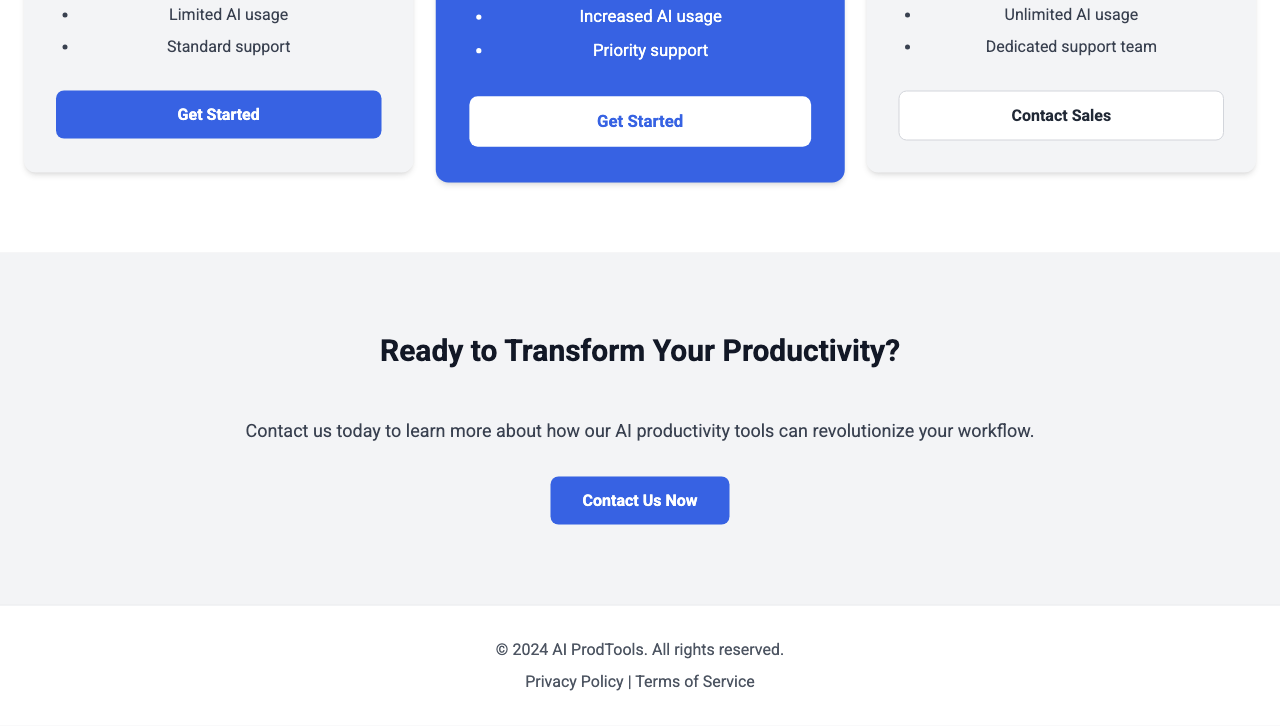 Limited AI usage
Standard support
Get Started
Increased AI usage
Priority support
Get Started
Unlimited AI usage
Dedicated support team
Contact Sales
Ready to Transform Your Productivity?
Contact us today to learn more about how our AI productivity tools can revolutionize your workflow.
Contact Us Now
© 2024 AI ProdTools. All rights reserved.
Privacy Policy | Terms of Service